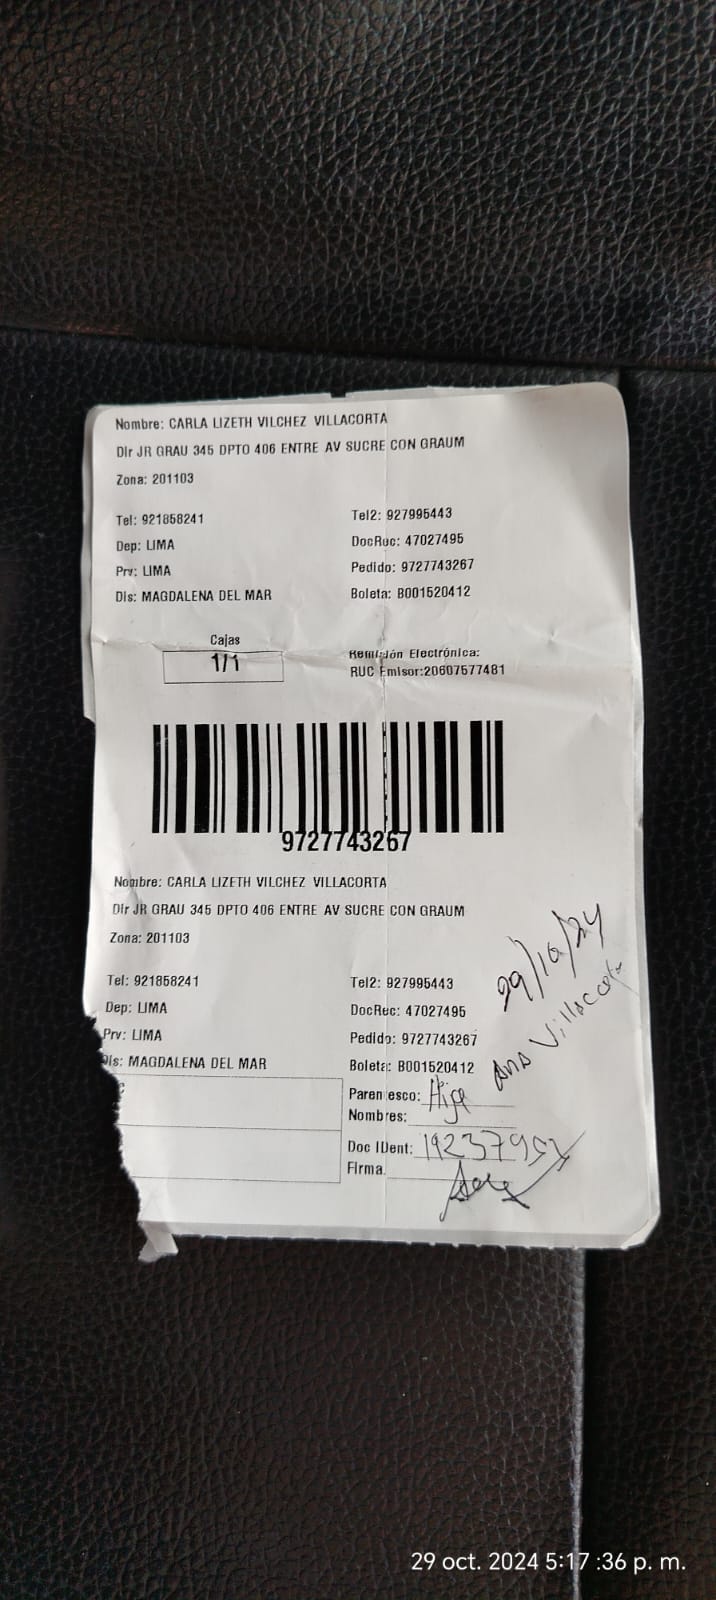 Nombre: CARLA LIZETH VILCHEZ VILLACORTA
Dir JR GRAU 345 DPTO 406 ENTRE AV SUCRE CON GRAUM
Zona: 201103
Tel: 921858241 Tel2: 927995443
Dep: LIMA DocRuc: 47027495
Prv: LIMA Pedido: 9727743267
Dis: MAGDALENA DEL MAR Boleta: B001520412
Cajas
1/1
Remisión Electrónica:
RUC Emisor:20607577481
9727743267
Nombre: CARLA LIZETH VILCHEZ VILLACORTA
Dir JR GRAU 345 DPTO 406 ENTRE AV SUCRE CON GRAUM
Zona: 201103
29/10/24
Ana Villacorta
Tel: 921858241 Tel2: 927995443
Dep: LIMA DocRec: 47027495
Prv: LIMA Pedido: 9727743267
Dis: MAGDALENA DEL MAR Boleta: B001520412
Parentesco: Hija
Nombres:
Doc IDent: 19237957
Firma.
29 oct. 2024 5:17 :36 p. m.